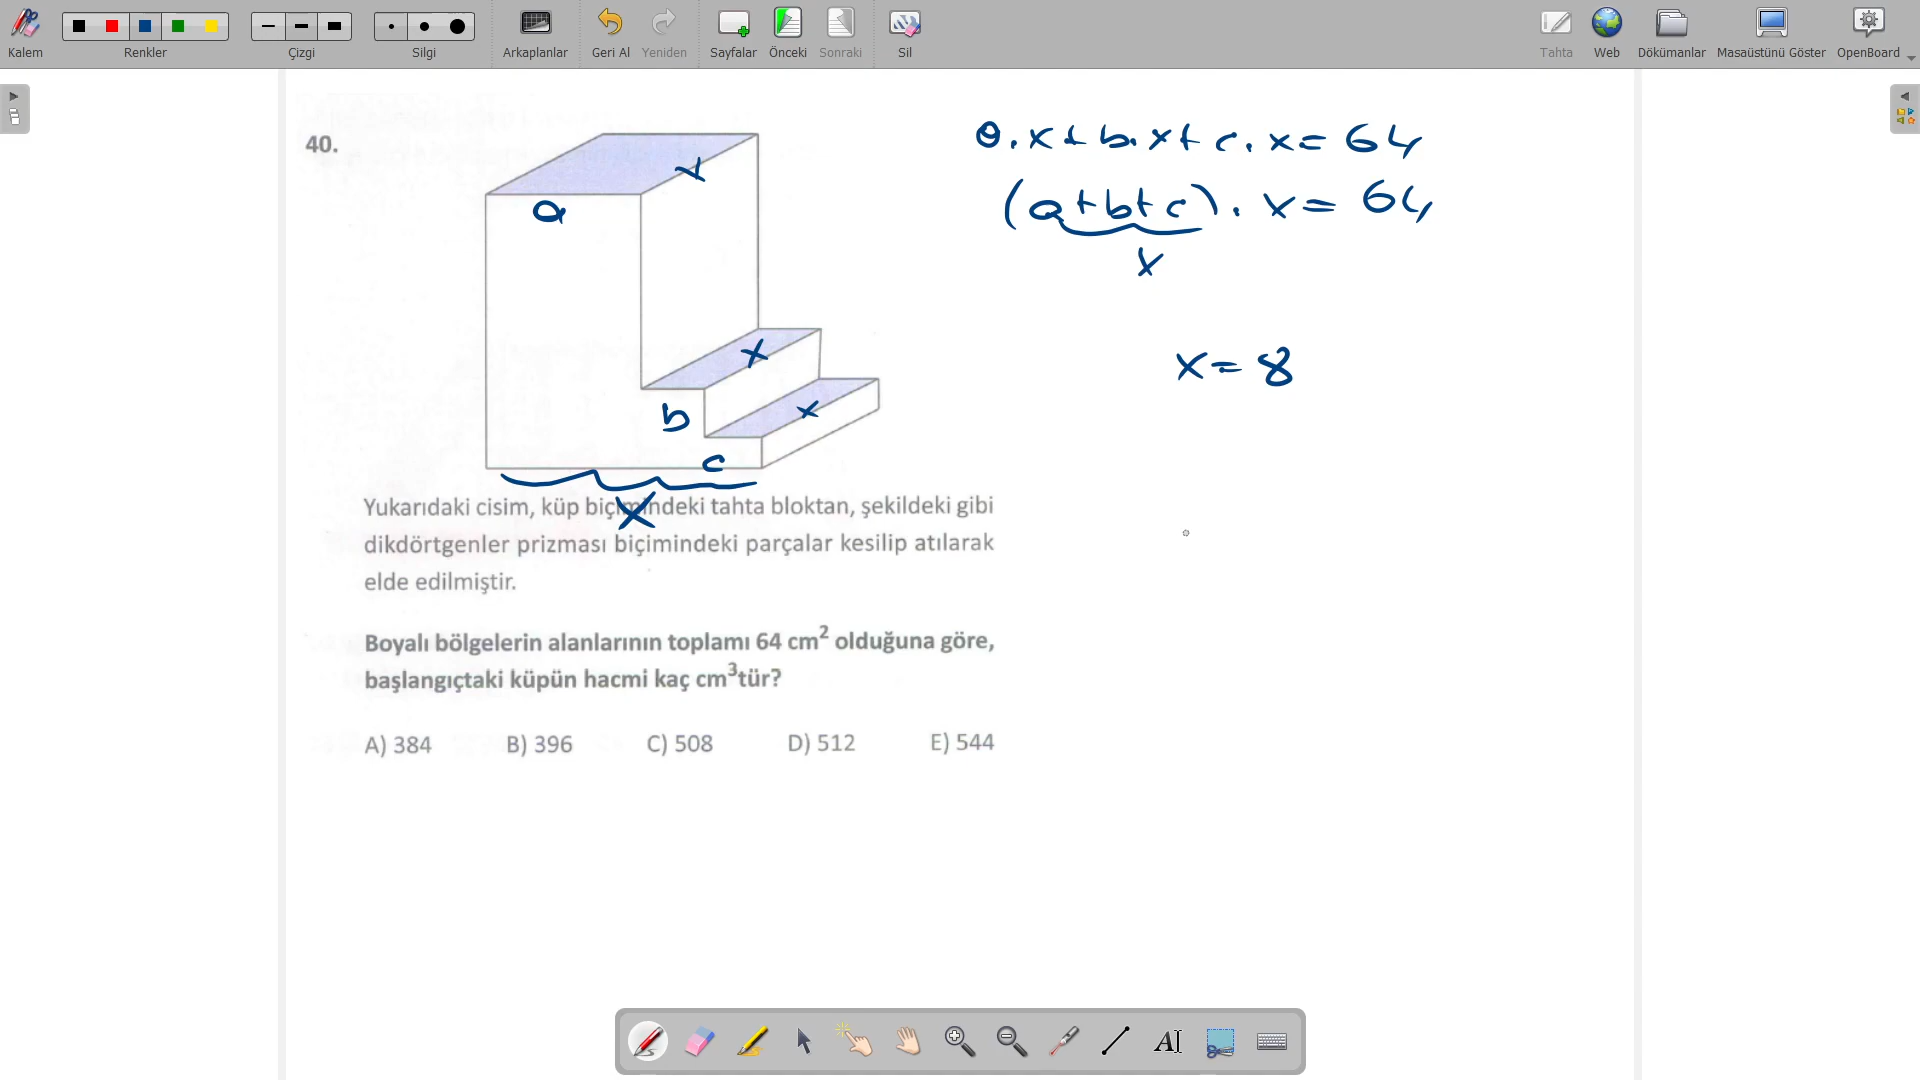 Kalem Renkler Çizgi Silgi Arkaplanlar Geri Al Yeniden Sayfalar Önceki Sonraki Sil Tahta Web Dökümanlar Masaüstünü Göster OpenBoard
40.
a x
x
b x
c
x
a.x+b.x+c.x=64
(a+b+c).x=64
x
x=8
Yukarıdaki cisim, küp biçimindeki tahta bloktan, şekildeki gibi
dikdörtgenler prizması biçimindeki parçalar kesilip atılarak
elde edilmiştir.
Boyalı bölgelerin alanlarının toplamı 64 cm² olduğuna göre,
başlangıçtaki küpün hacmi kaç cm³tür?
A) 384 B) 396 C) 508 D) 512 E) 544